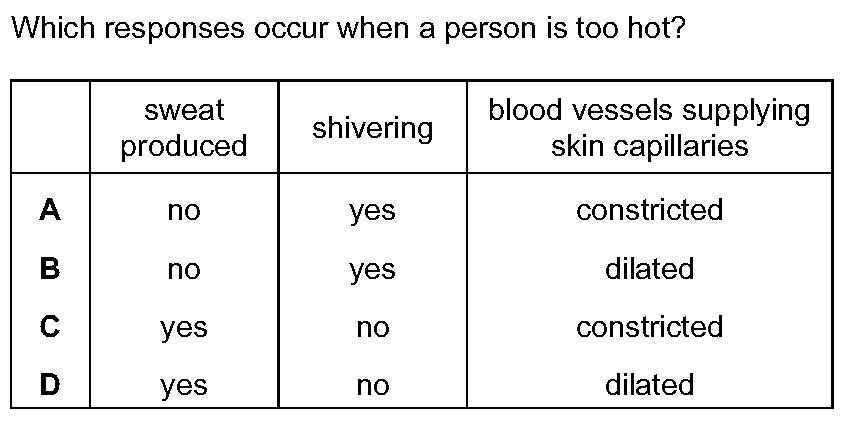 Which responses occur when a person is too hot?
sweat produced shivering blood vessels supplying skin capillaries
A no yes constricted
B no yes dilated
C yes no constricted
D yes no dilated